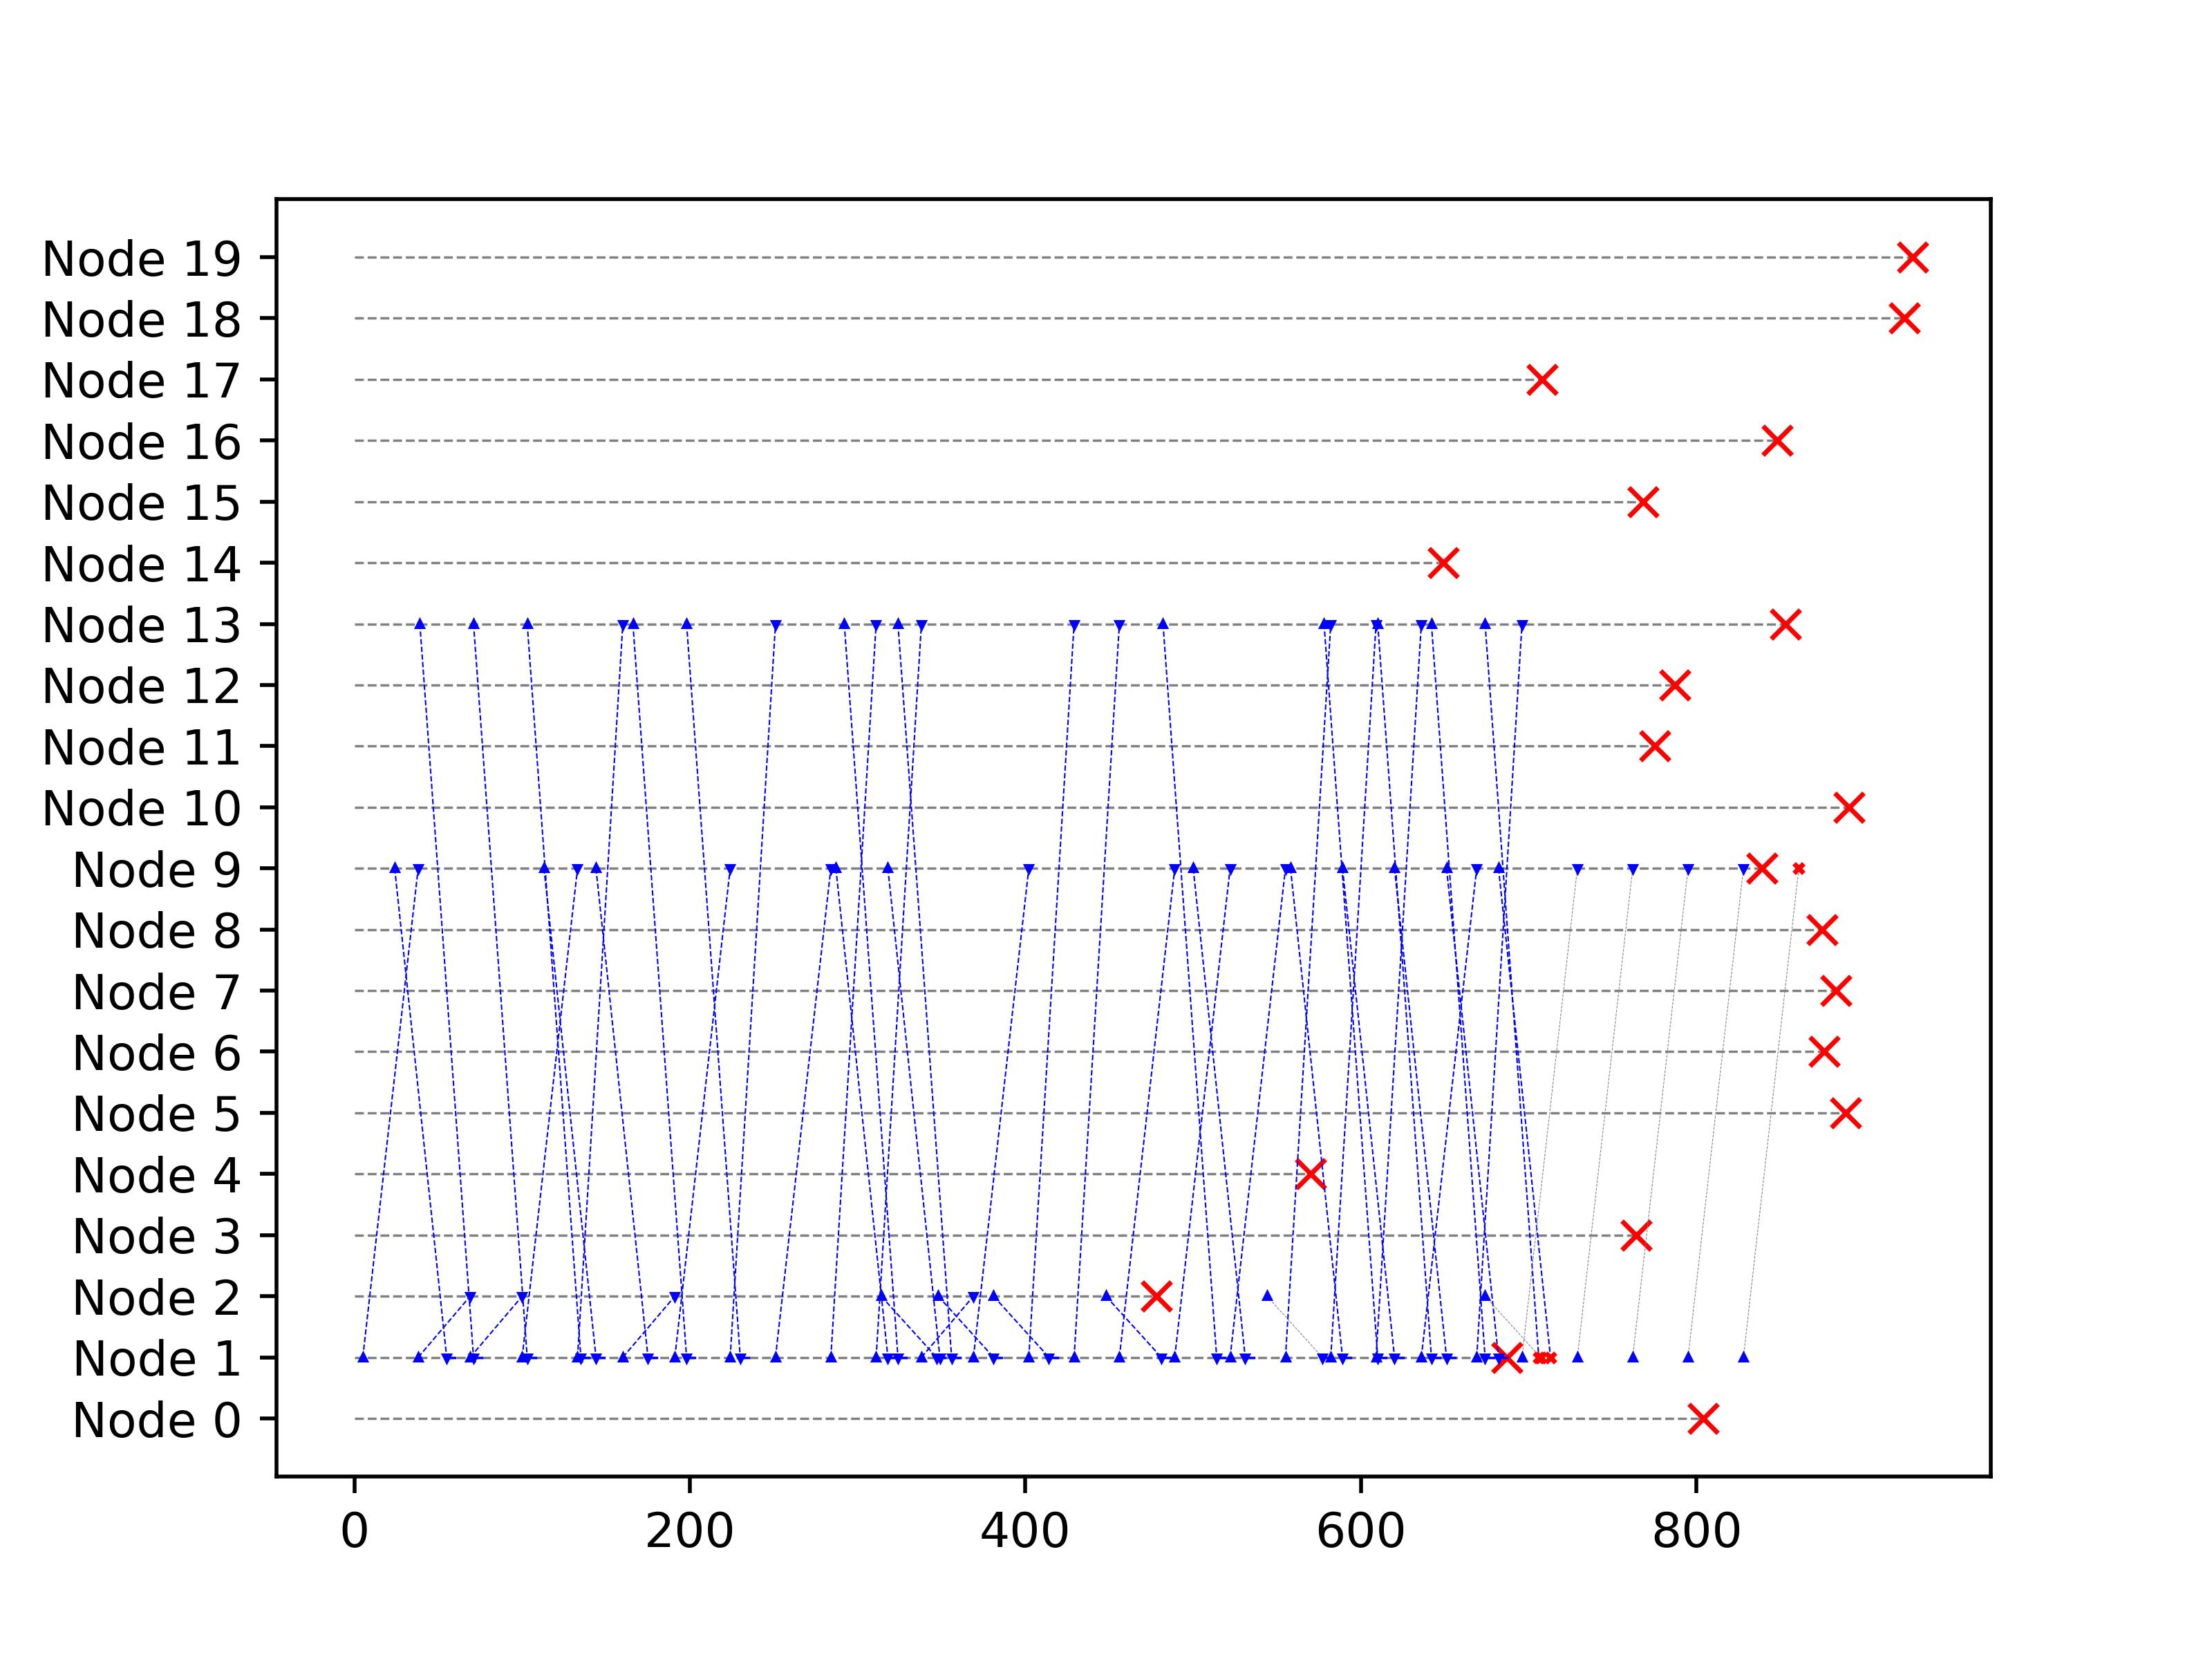 Node 19
Node 18
Node 17
Node 16
Node 15
Node 14
Node 13
Node 12
Node 11
Node 10
Node 9
Node 8
Node 7
Node 6
Node 5
Node 4
Node 3
Node 2
Node 1
Node 0
0 200 400 600 800